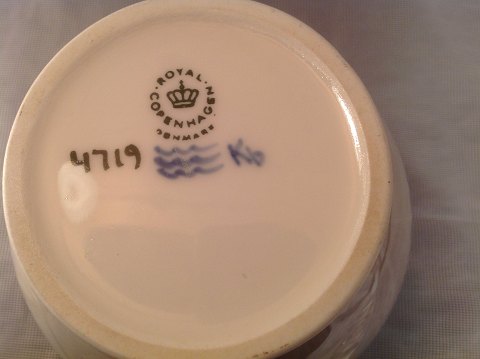 ROYAL
COPENHAGEN
DENMARK
4719